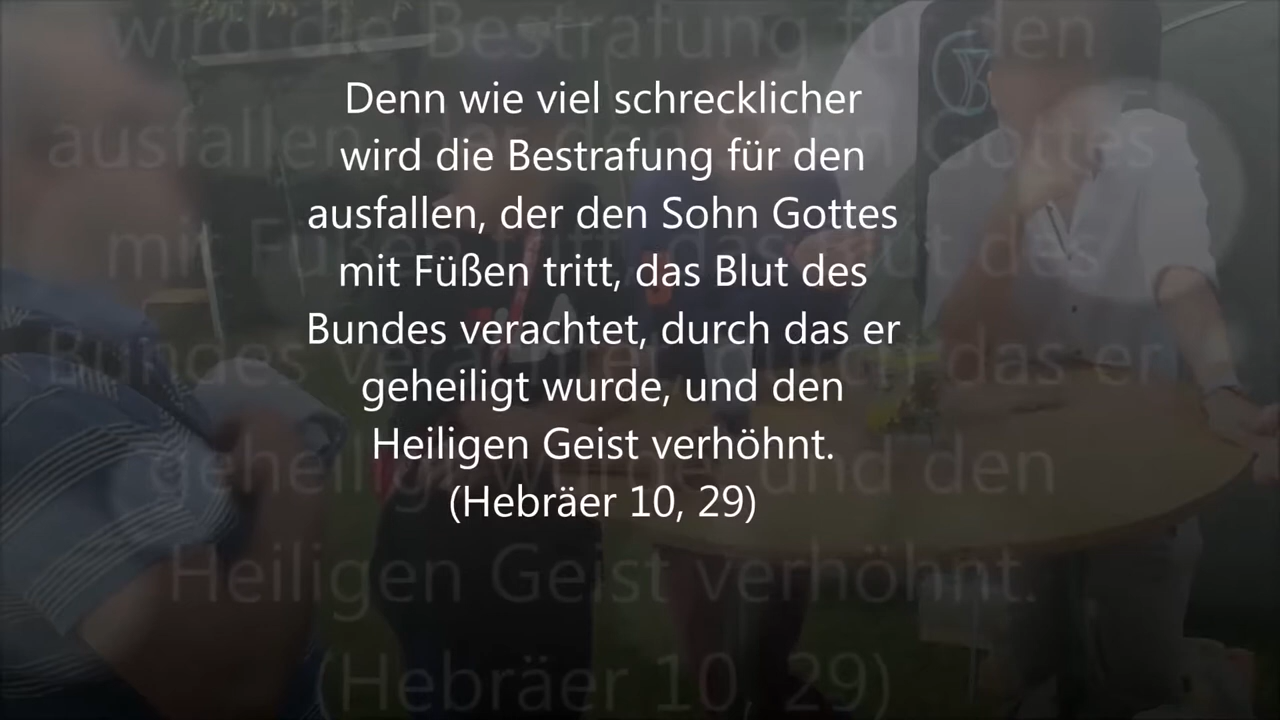 Denn wie viel schrecklicher
wird die Bestrafung für den
ausfallen, der den Sohn Gottes
mit Füßen tritt, das Blut des
Bundes verachtet, durch das er
geheiligt wurde, und den
Heiligen Geist verhöhnt.
(Hebräer 10, 29)